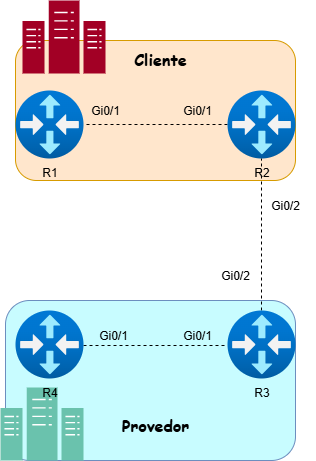 Cliente
Gi0/1 Gi0/1
R1 R2
Gi0/2
Gi0/2
Gi0/1 Gi0/1
R4 R3
Provedor